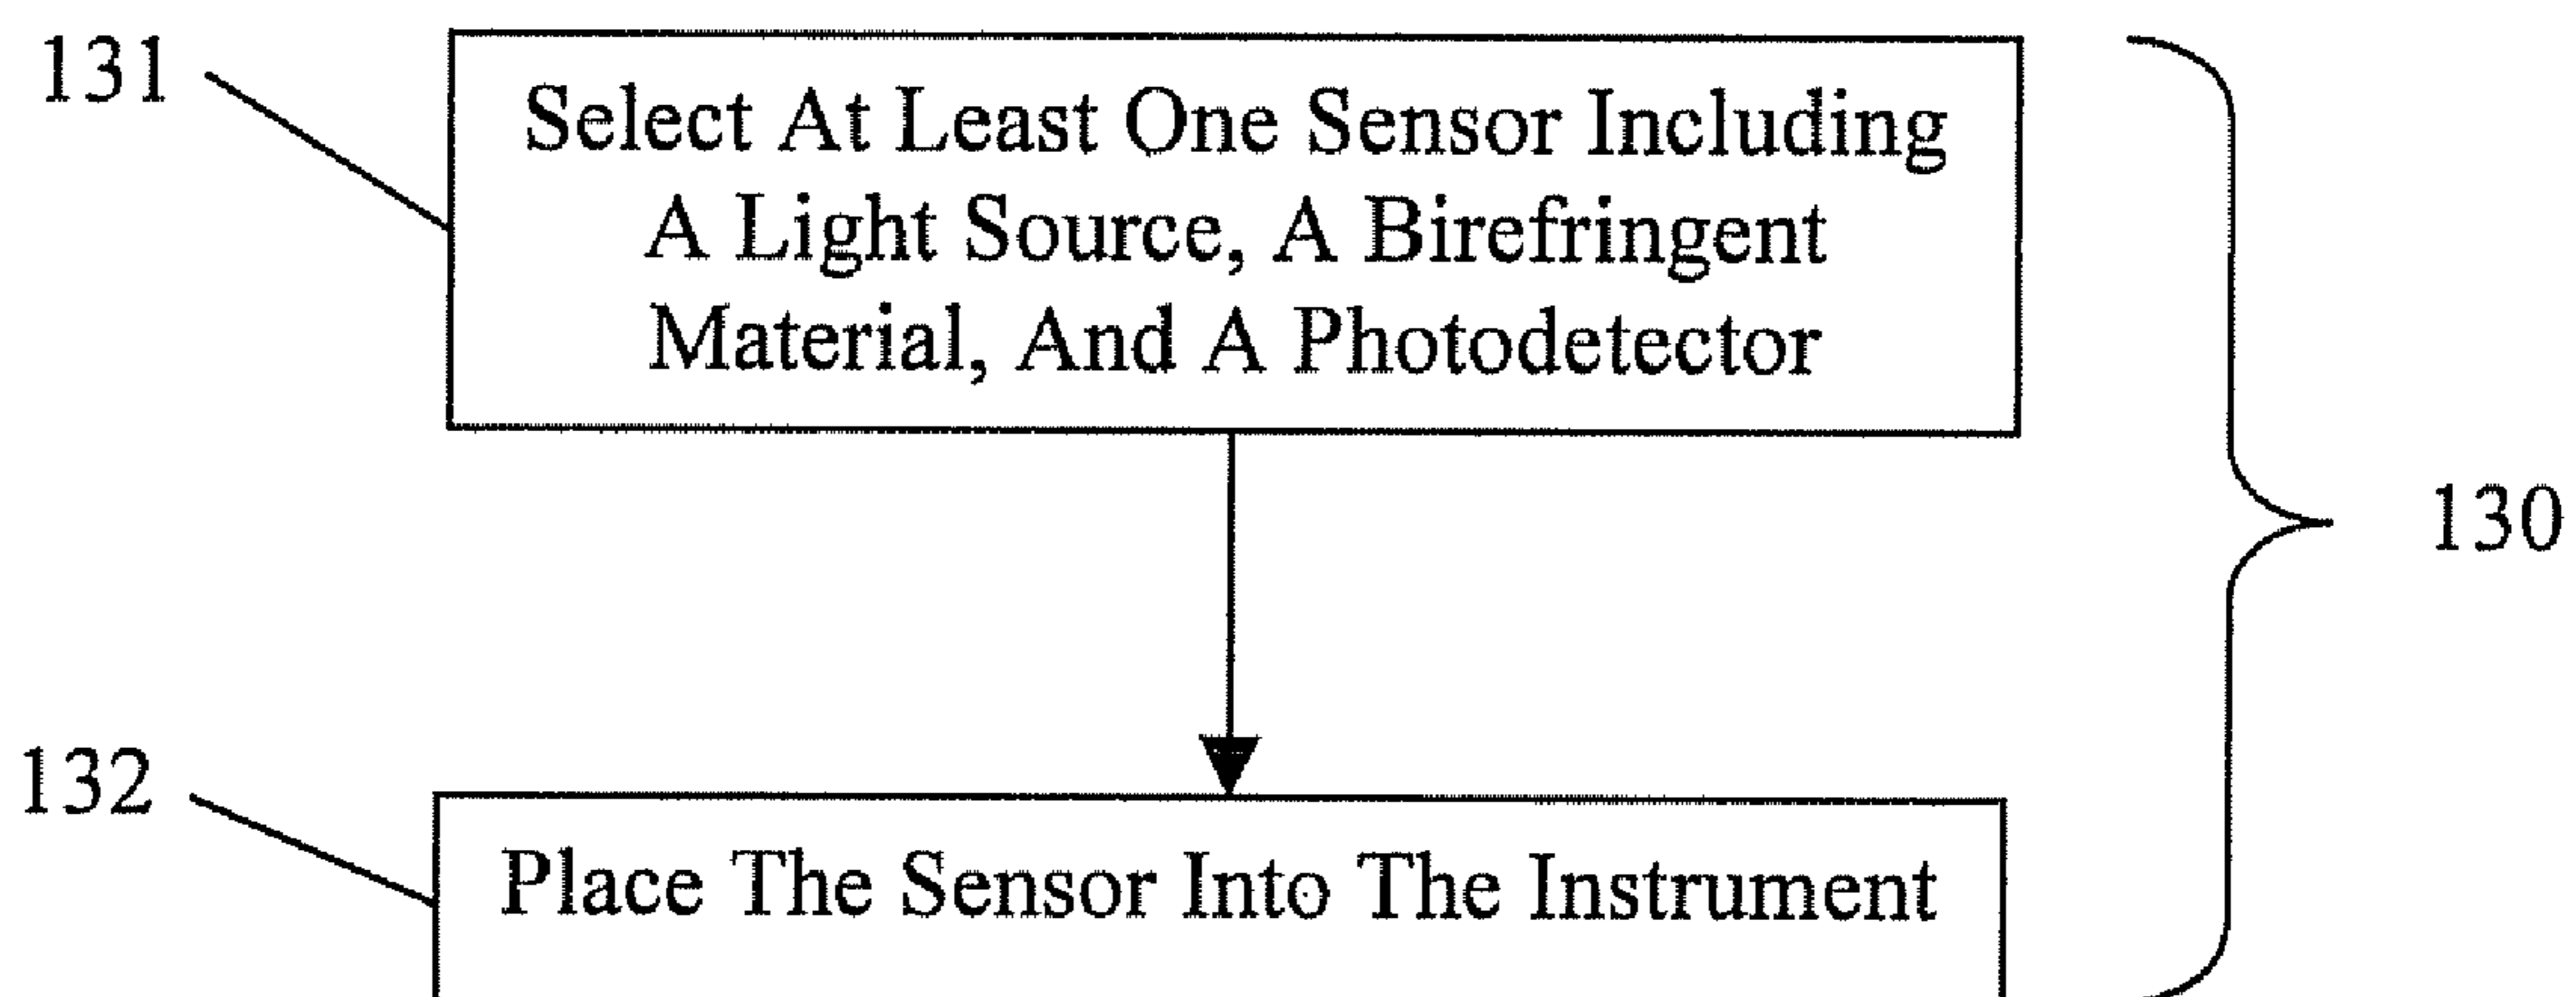 131
Select At Least One Sensor Including
A Light Source, A Birefringent
Material, And A Photodetector
130
132
Place The Sensor Into The Instrument